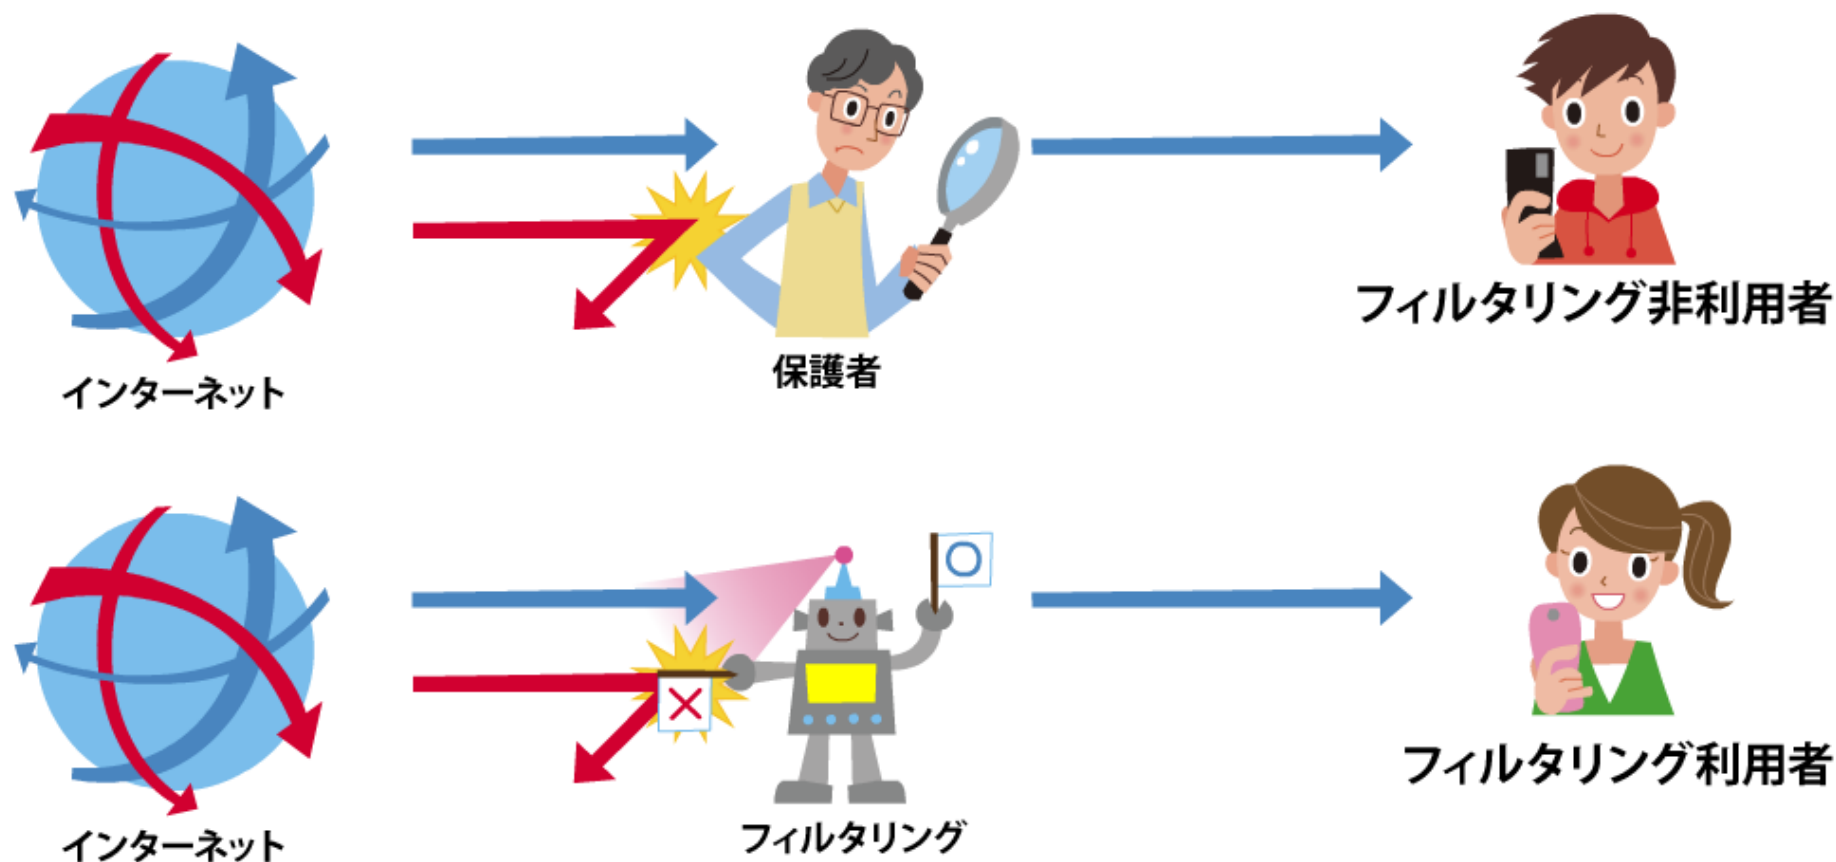 フィルタリング非利用者
保護者
インターネット
フィルタリング利用者
フィルタリング
インターネット